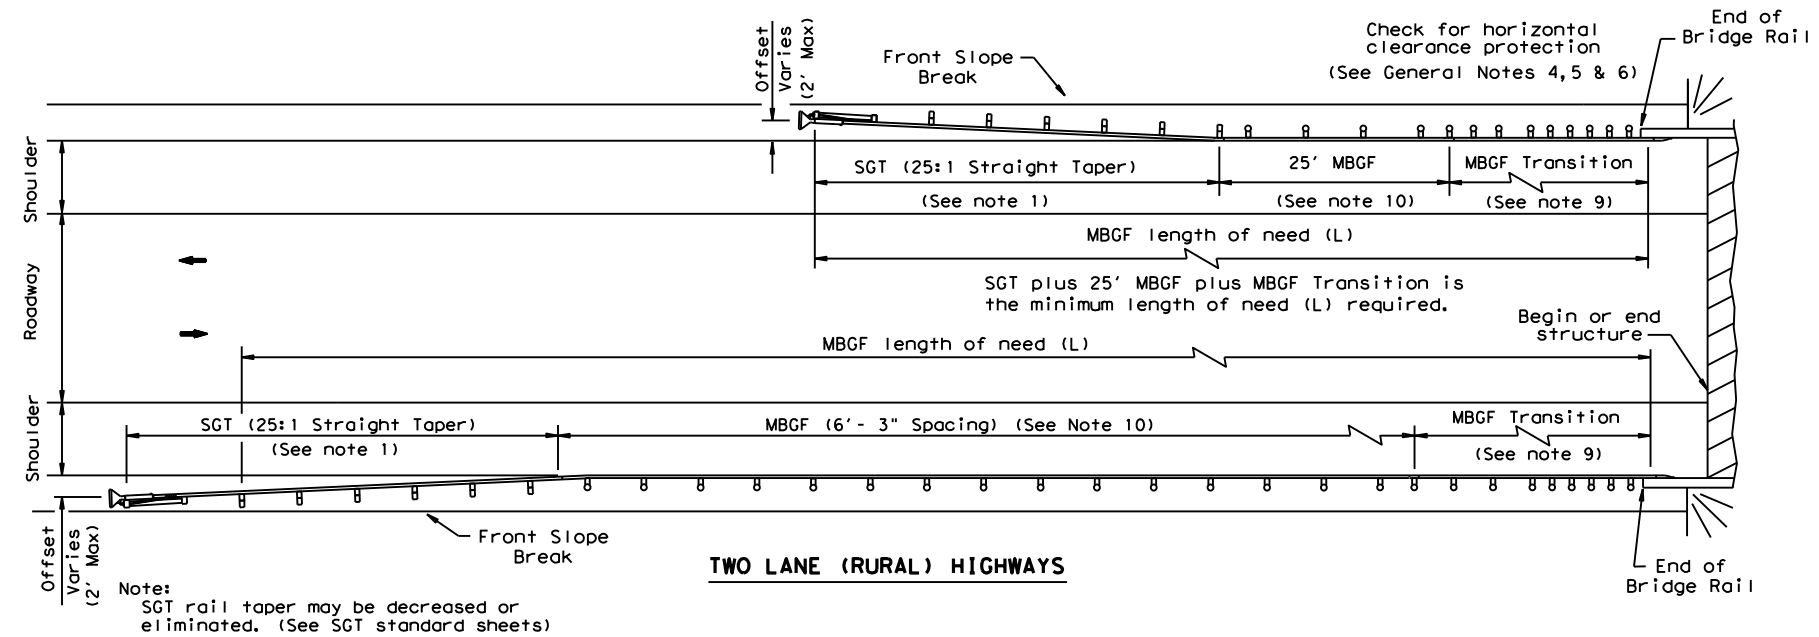 Offset
Varies
(2' Max)
Front Slope
Break
Check for horizontal
clearance protection
(See General Notes 4,5 & 6)
End of
Bridge Rail
Shoulder
SGT (25:1 Straight Taper)
(See note 1)
25' MBGF
(See note 10)
MBGF Transition
(See note 9)
MBGF length of need (L)
SGT plus 25' MBGF plus MBGF Transition is
the minimum length of need (L) required.
Roadway
Begin or end
structure
MBGF length of need (L)
Shoulder
SGT (25:1 Straight Taper)
(See note 1)
MBGF (6'- 3" Spacing) (See Note 10)
MBGF Transition
(See note 9)
Offset
Varies
(2' Max)
Front Slope
Break
End of
Bridge Rail
TWO LANE (RURAL) HIGHWAYS
Note:
SGT rail taper may be decreased or
eliminated. (See SGT standard sheets)